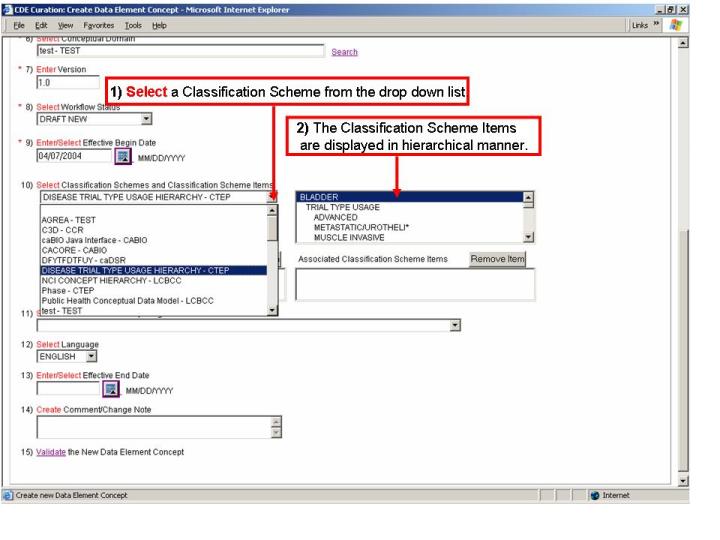 CDE Curation: Create Data Element Concept - Microsoft Internet Explorer
File Edit View Favorites Tools Help
Links »
* 6) Select Conceptual Domain
test - TEST
Search
* 7) Enter Version
1.0
1) Select a Classification Scheme from the drop down list
* 8) Select Workflow Status
DRAFT NEW
2) The Classification Scheme Items
are displayed in hierarchical manner.
* 9) Enter/Select Effective Begin Date
04/07/2004 MM/DD/YYYY
10) Select Classification Schemes and Classification Scheme Items
DISEASE TRIAL TYPE USAGE HIERARCHY - CTEP
AGREA - TEST
C3D - CCR
caBIO Java Interface - CABIO
CACORE - CABIO
DFYTFDTFUY - caDSR
DISEASE TRIAL TYPE USAGE HIERARCHY - CTEP
NCI CONCEPT HIERARCHY - LCBCC
Phase - CTEP
Public Health Conceptual Data Model - LCBCC
test - TEST
BLADDER
TRIAL TYPE USAGE
ADVANCED
METASTATIC/UROTHELI*
MUSCLE INVASIVE
Associated Classification Scheme Items
Remove Item
11)
12) Select Language
ENGLISH
13) Enter/Select Effective End Date
MM/DD/YYYY
14) Create Comment/Change Note
15) Validate the New Data Element Concept
Create new Data Element Concept
Internet